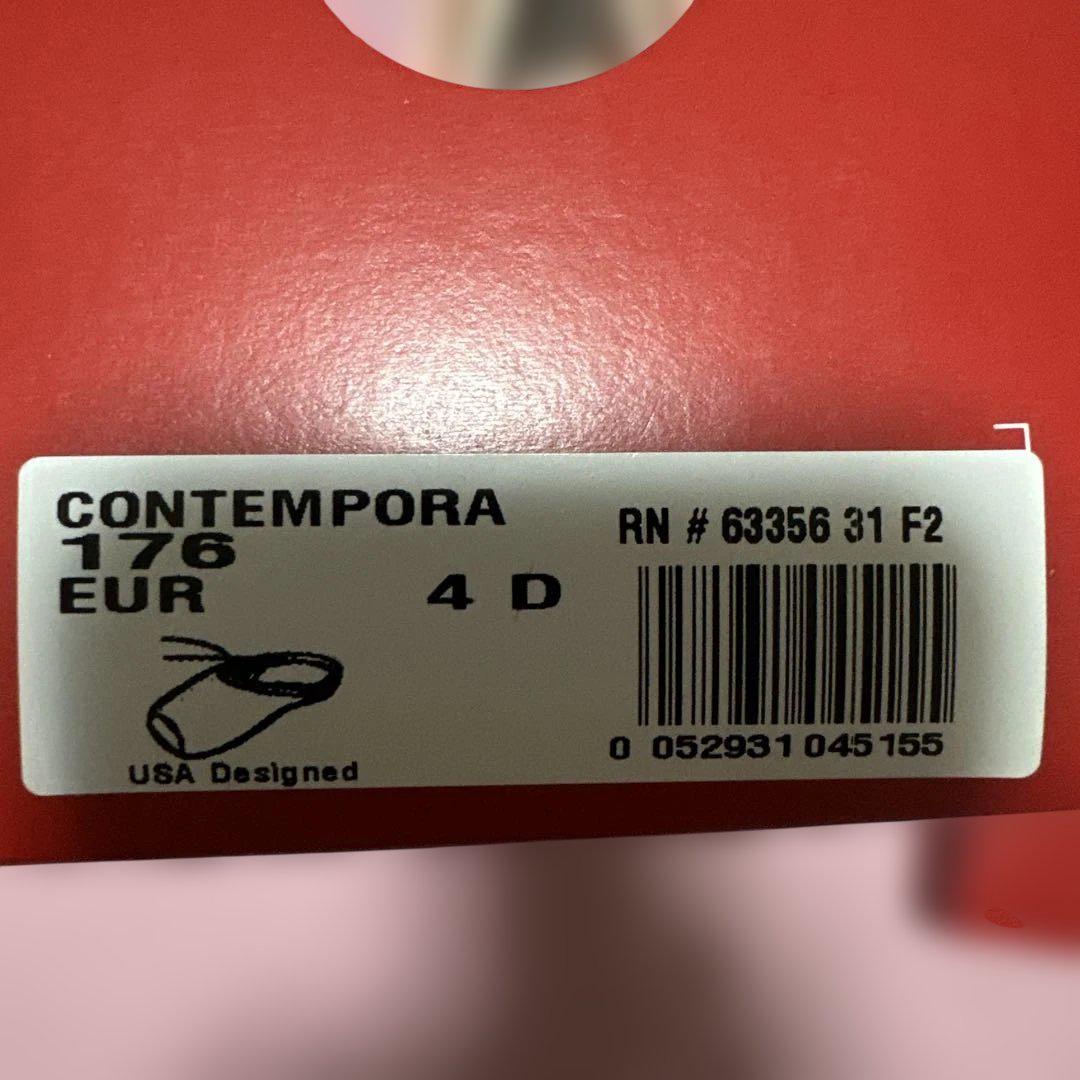 CONTEMPORA
176
EUR 4 D
USA Designed
RN # 63356 31 F2
0 052931 045155